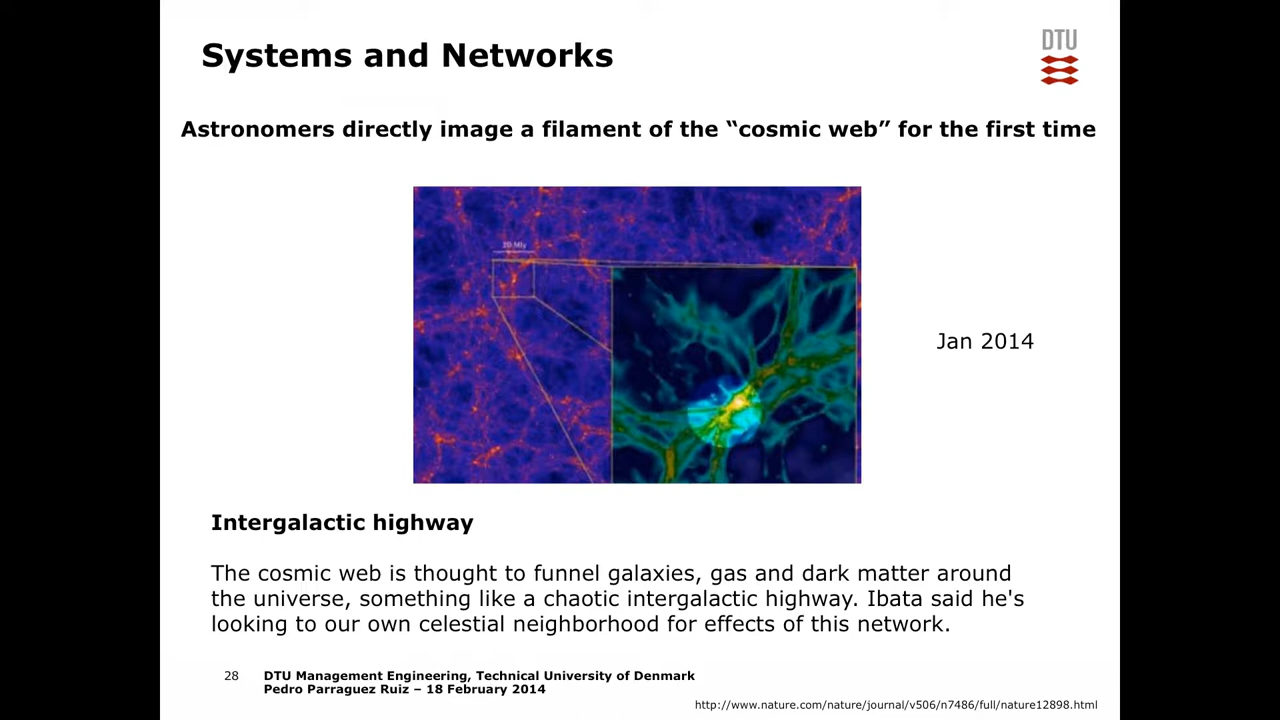 Systems and Networks
DTU
Astronomers directly image a filament of the “cosmic web” for the first time
Jan 2014
Intergalactic highway
The cosmic web is thought to funnel galaxies, gas and dark matter around
the universe, something like a chaotic intergalactic highway. Ibata said he's
looking to our own celestial neighborhood for effects of this network.
28
DTU Management Engineering, Technical University of Denmark
Pedro Parraguez Ruiz – 18 February 2014
http://www.nature.com/nature/journal/v506/n7486/full/nature12898.html